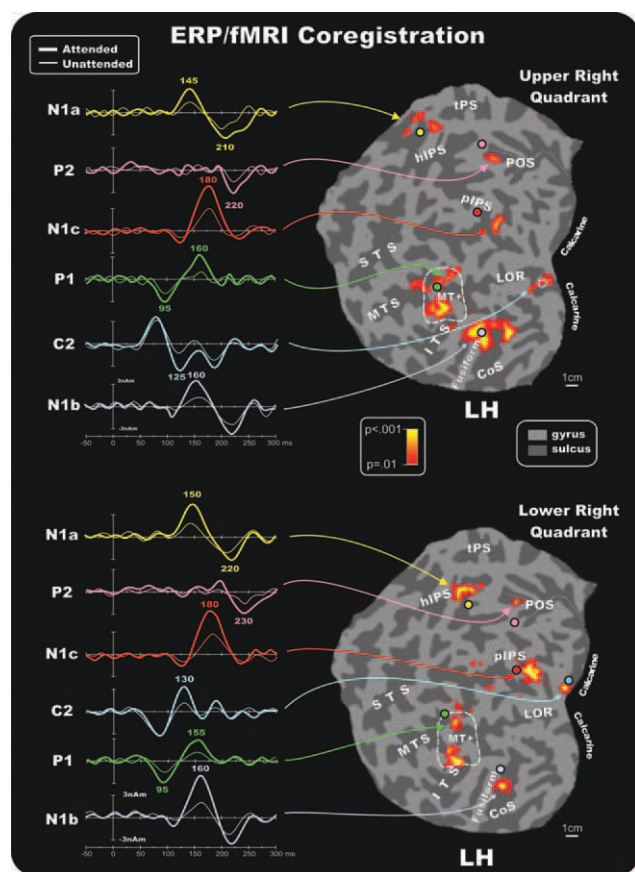 ERP/fMRI Coregistration
Attended
Unattended
Upper Right
Quadrant
N1a
145
210
P2
220
N1c
180
P1
160
95
C2
125
N1b
160
3nAm
-3nAm
-50 0 50 100 150 200 250 300 ms
tPS
hIPS
POS
pIPS
Calcarine
STS
LOR
Calcarine
MTS
MT+
ITS
Fusiform
CoS
1cm
LH
p<.001
p=.01
gyrus
sulcus
Lower Right
Quadrant
N1a
150
220
P2
230
N1c
180
C2
130
P1
155
95
N1b
160
3nAm
-3nAm
-50 0 50 100 150 200 250 300 ms
tPS
hIPS
POS
pIPS
Calcarine
STS
LOR
Calcarine
MTS
MT+
ITS
Fusiform
CoS
1cm
LH